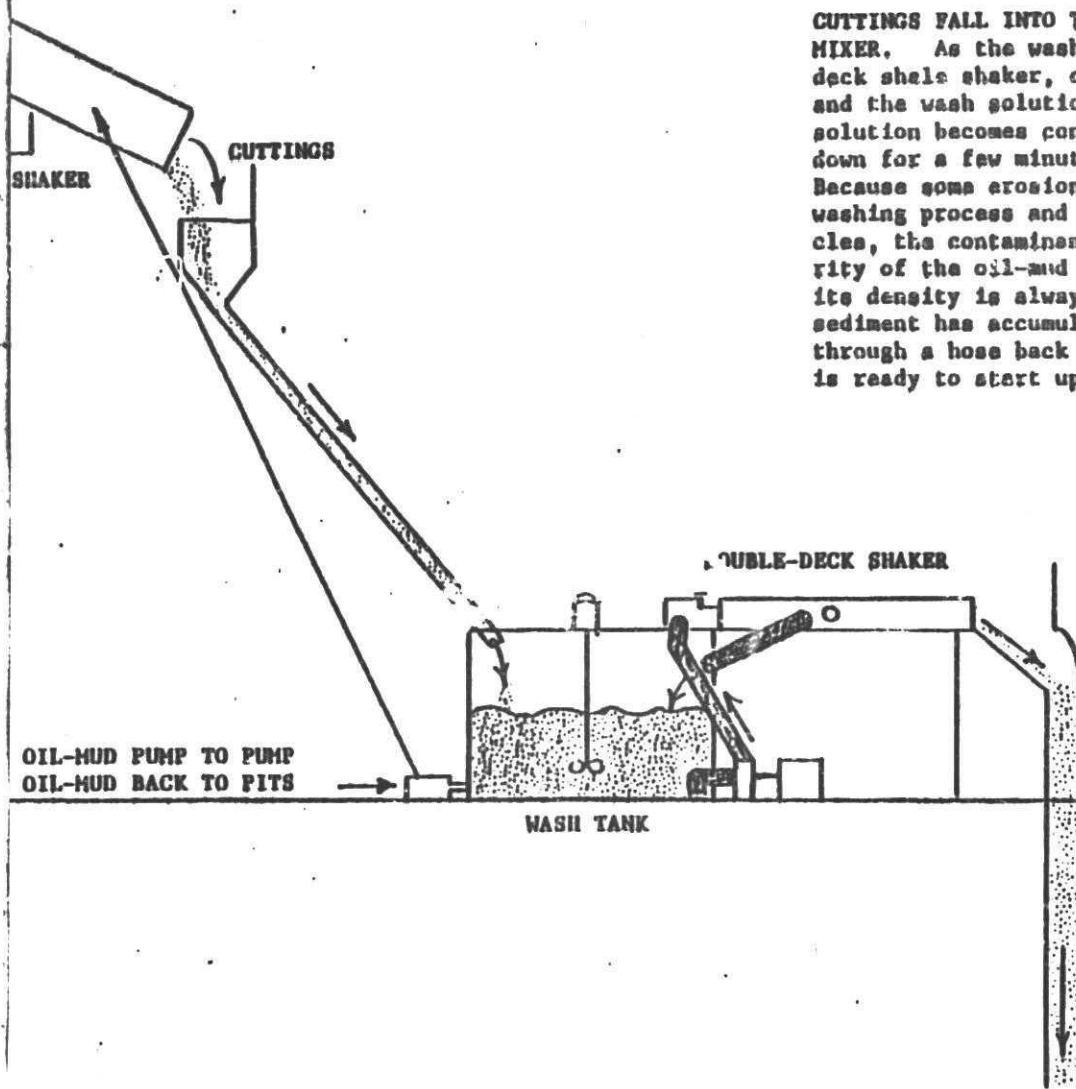 CUTTINGS FALL INTO T
MIXER. As the wash
deck shale shaker, c
and the wash solutio
solution becomes con
down for a few minut
Because some erosion
washing process and
cles, the contaminan
rity of the oil-mud
its density is alway
sediment has accumul
through a hose back
is ready to start up
CUTTINGS
SHAKER
OUBLE-DECK SHAKER
OIL-MUD PUMP TO PUMP
OIL-MUD BACK TO PITS
WASH TANK